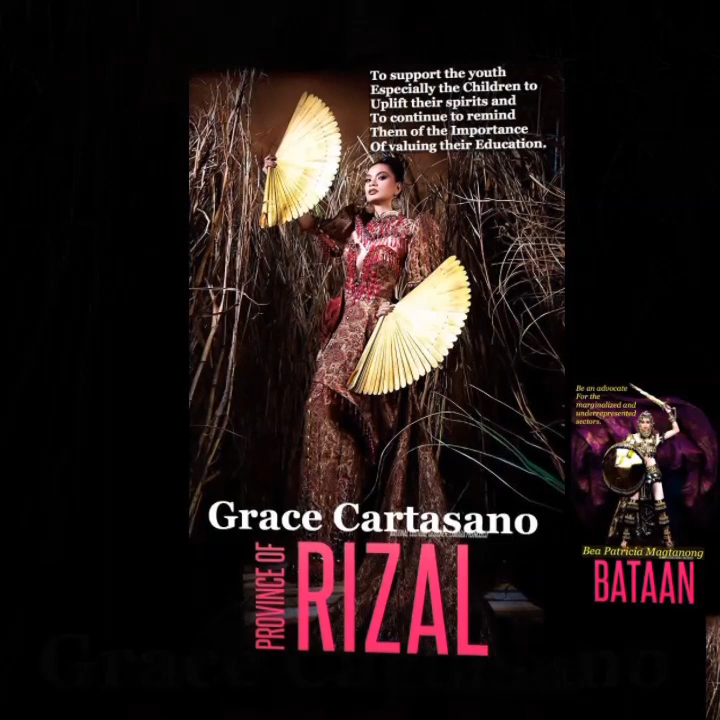 To support the youth
Especially the Children to
Uplift their spirits and
To continue to remind
Them of the Importance
Of valuing their Education.
Grace Cartasano
PROVINCE OF
RIZAL
Be an advocate
For the
marginalized and
underrepresented
sectors.
Bea Patricia Magtanong
BATAAN
Grace Cartasano